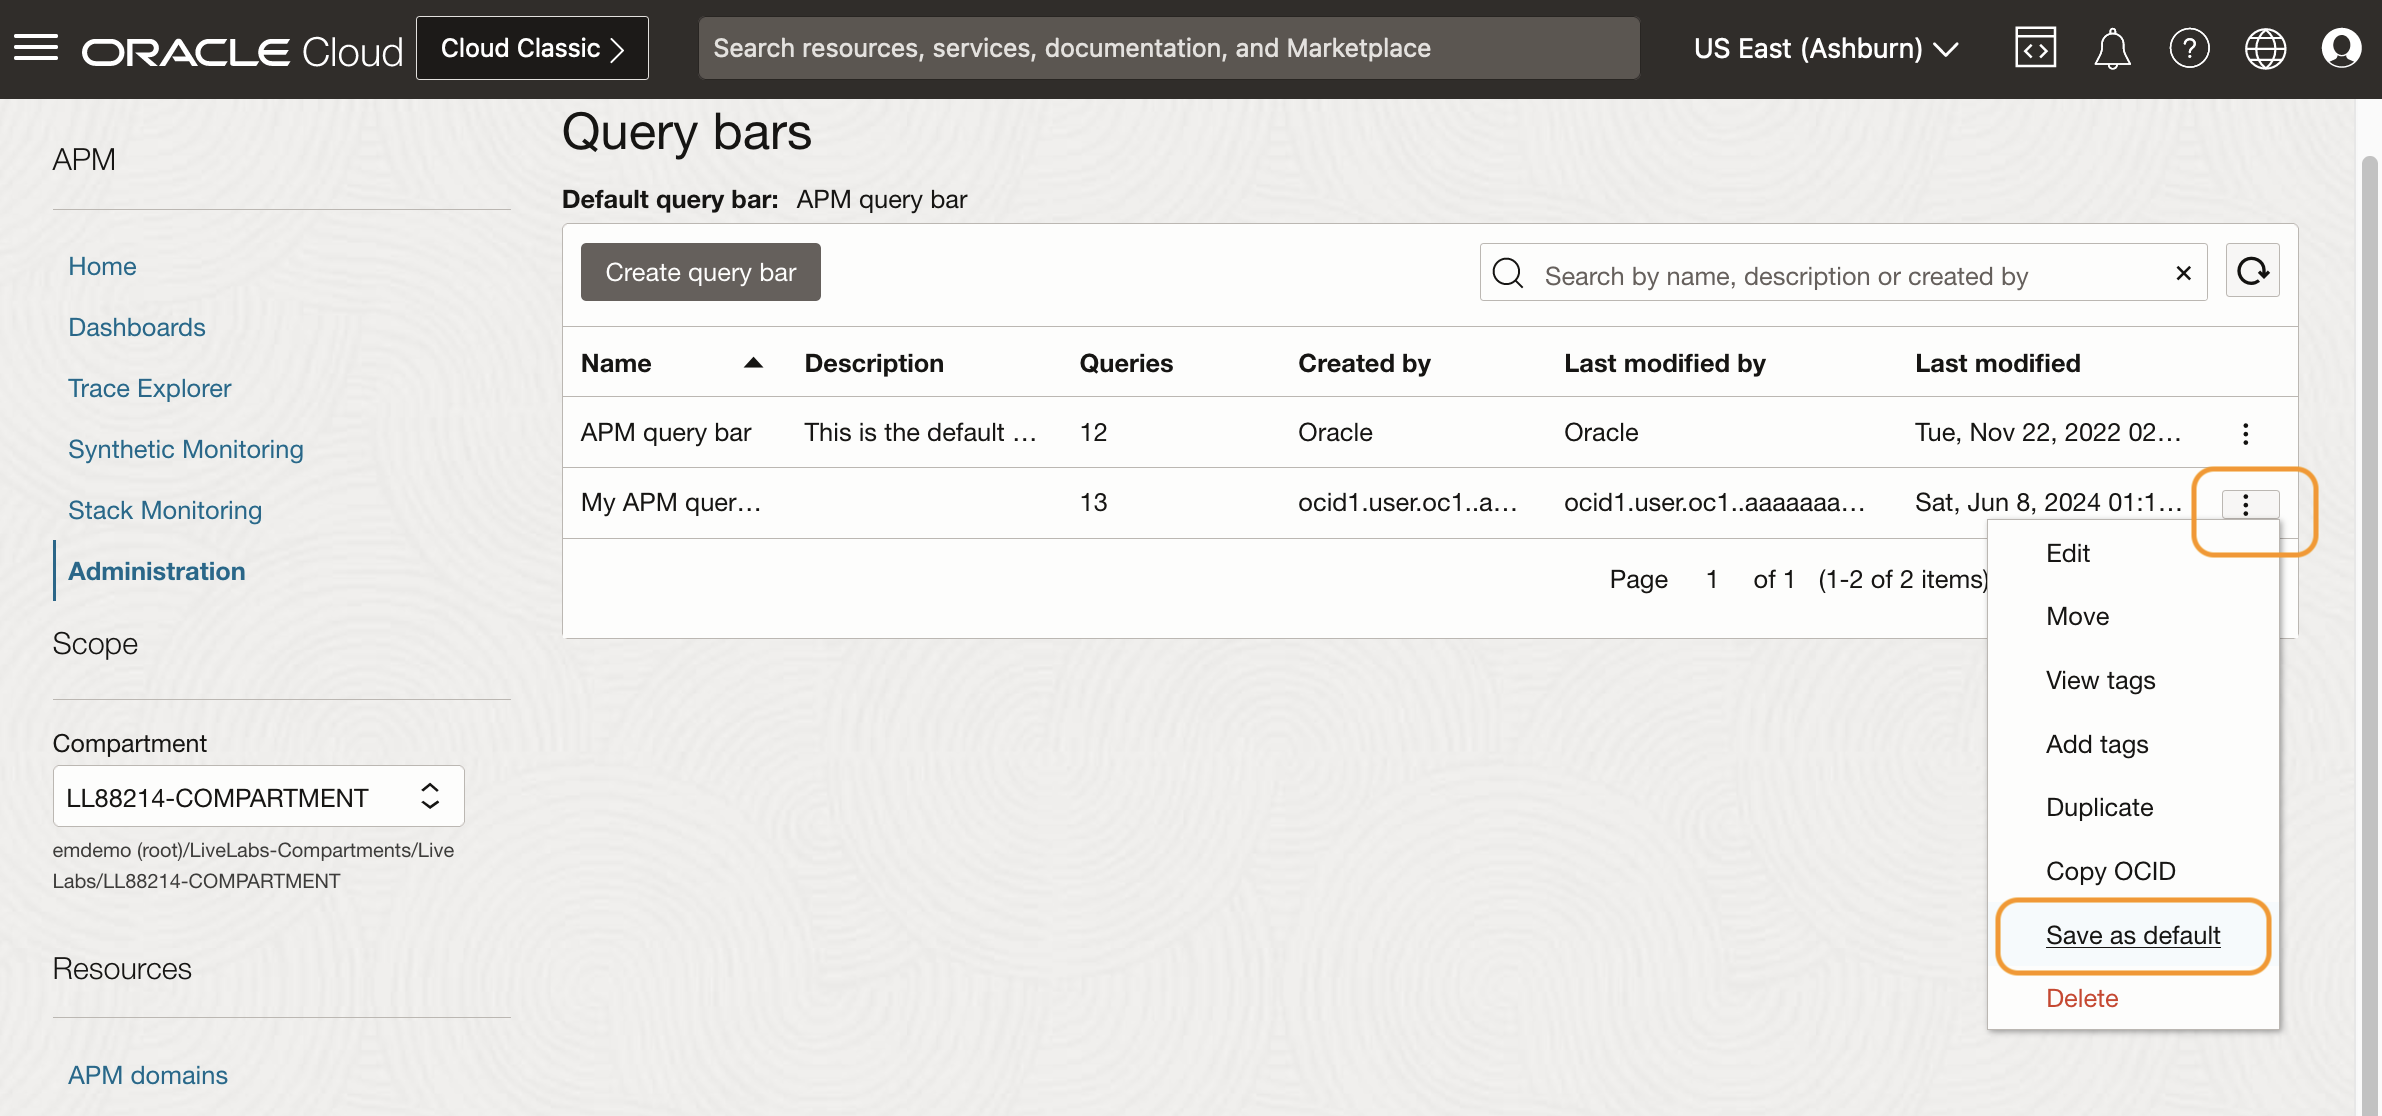 ORACLE Cloud
Cloud Classic
Search resources, services, documentation, and Marketplace
US East (Ashburn)
APM
Home
Dashboards
Trace Explorer
Synthetic Monitoring
Stack Monitoring
Administration
Scope
Compartment
LL88214-COMPARTMENT
emdemo (root)/LiveLabs-Compartments/Live
Labs/LL88214-COMPARTMENT
Resources
APM domains
Query bars
Default query bar: APM query bar
Create query bar
Search by name, description or created by
Name Description Queries Created by Last modified by Last modified
APM query bar This is the default … 12 Oracle Oracle Tue, Nov 22, 2022 02…
My APM quer… 13 ocid1.user.oc1..a… ocid1.user.oc1..aaaaaaa… Sat, Jun 8, 2024 01:1…
Page 1 of 1 (1-2 of 2 items)
Edit
Move
View tags
Add tags
Duplicate
Copy OCID
Save as default
Delete